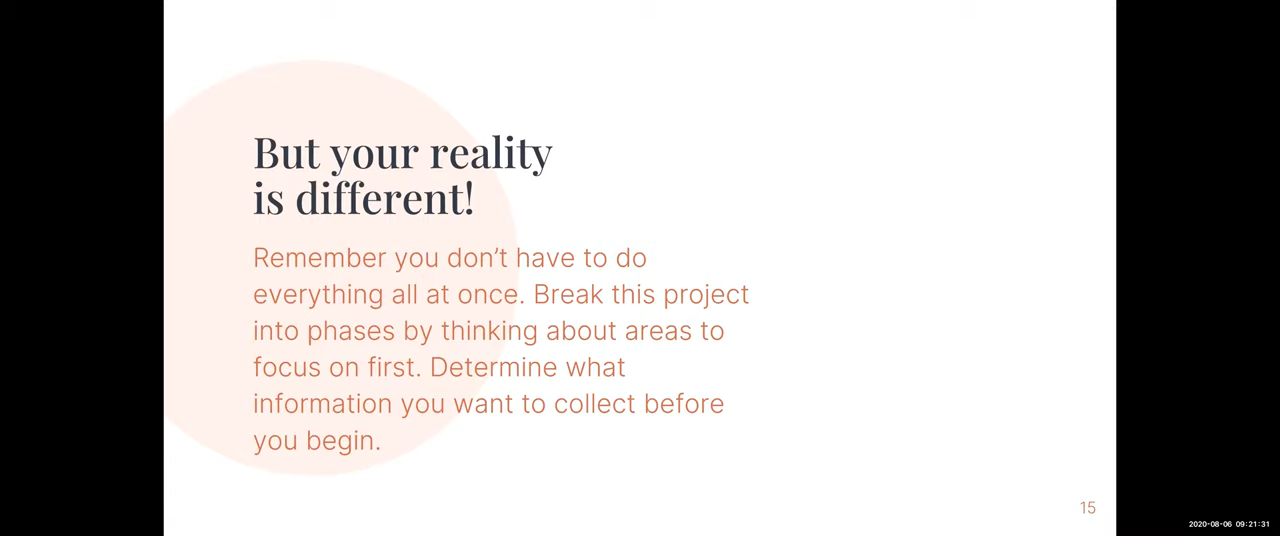 But your reality
is different!
Remember you don’t have to do
everything all at once. Break this project
into phases by thinking about areas to
focus on first. Determine what
information you want to collect before
you begin.
15
2020-08-06 09:21:31